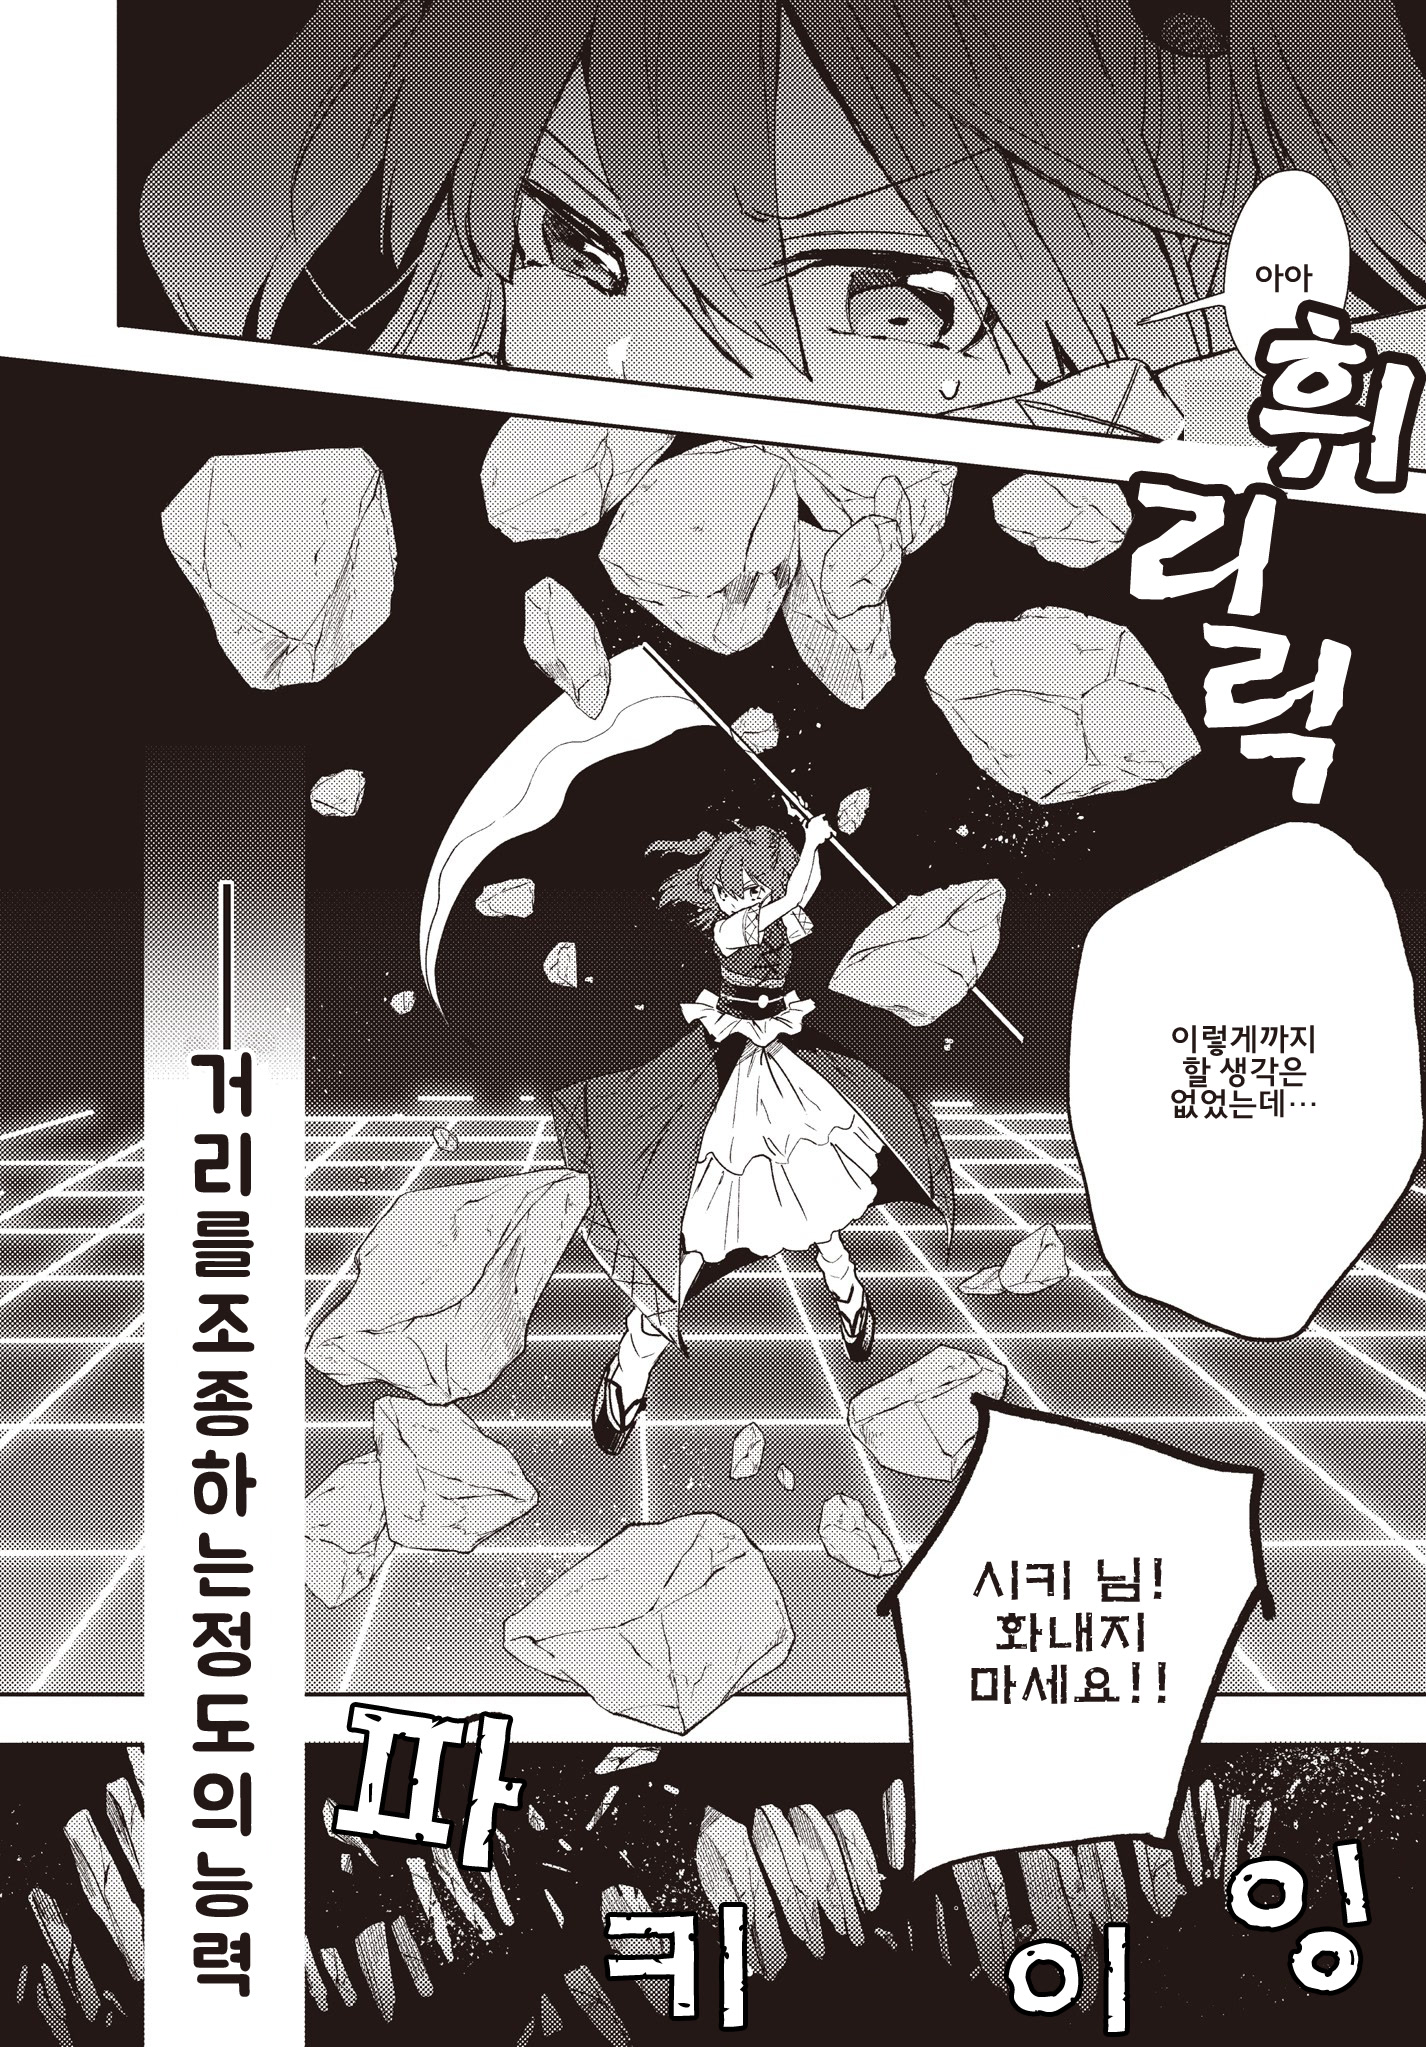 아아
휘리릭
이렇게까지
할 생각은
없었는데…
시키 님!
화내지
마세요!!
—거리를조종하는정도의능력
파키이잉